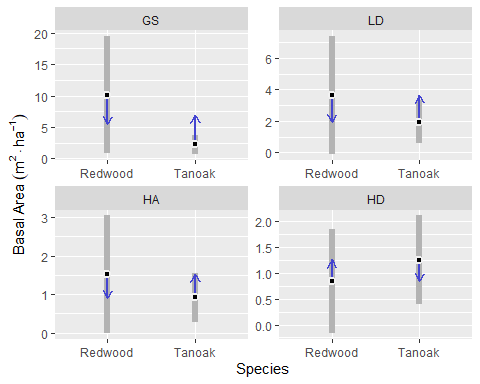 GS
LD
20
15
10
5
0
6
4
2
0
Redwood Tanoak
Redwood Tanoak
HA
HD
3
2
1
0
2.0
1.5
1.0
0.5
0.0
Redwood Tanoak
Redwood Tanoak
Basal Area (m²·ha⁻¹)
Species